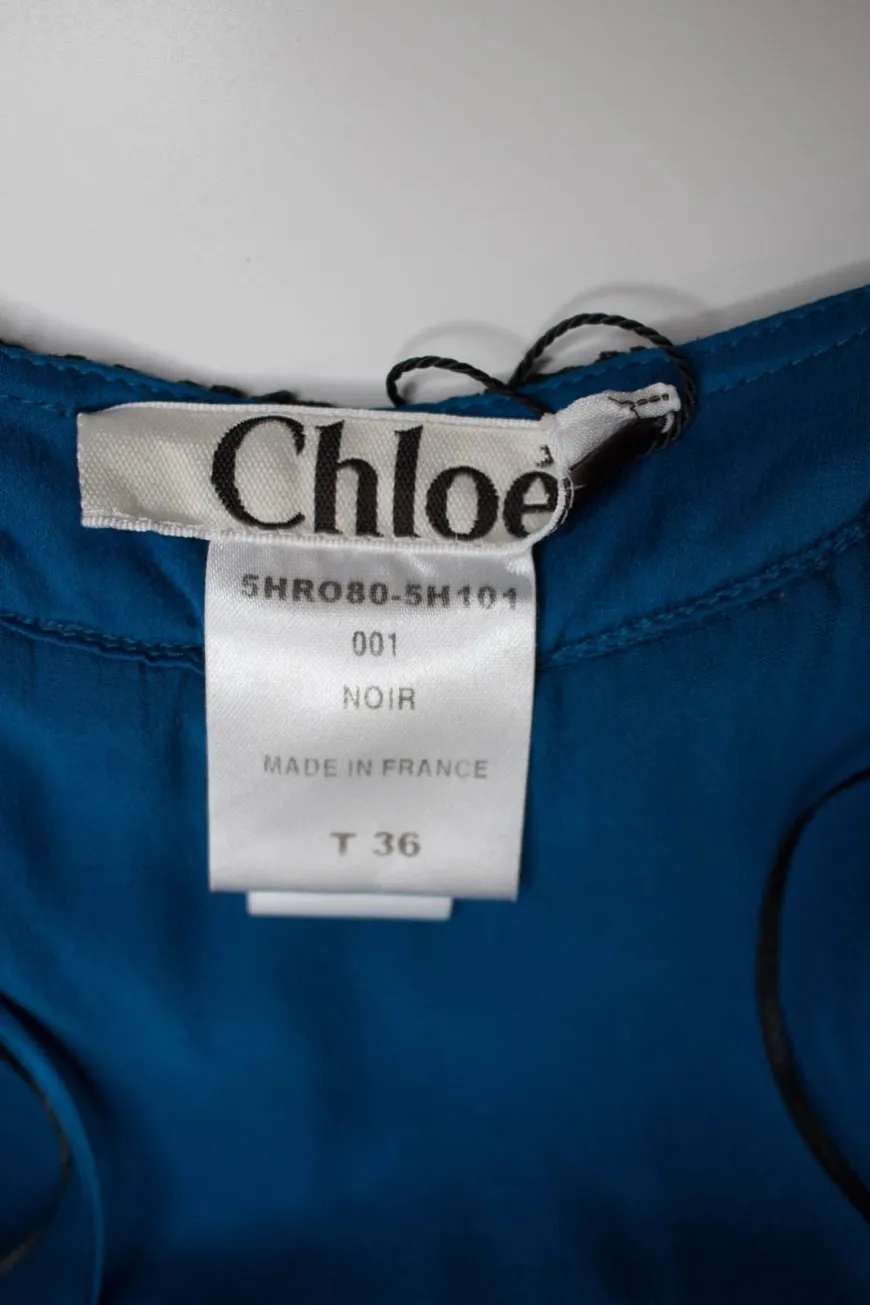 Chloé
5HRO80-5H101
001
NOIR
MADE IN FRANCE
T 36